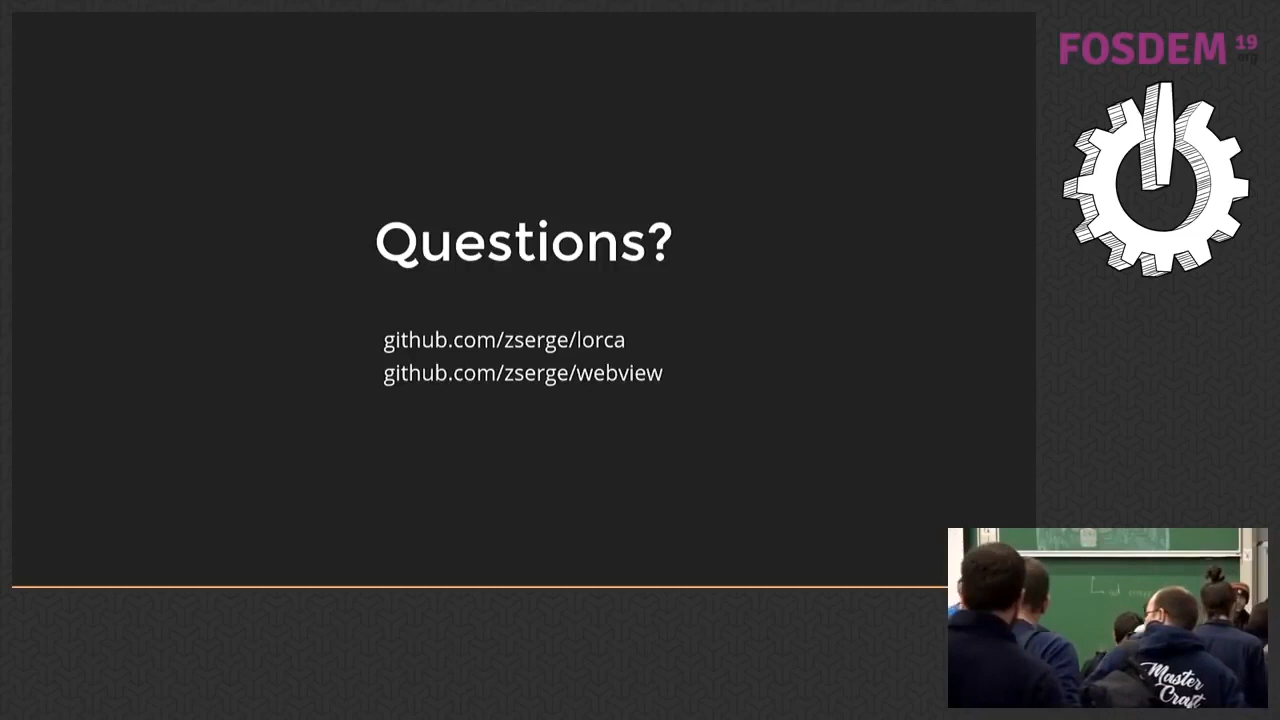 FOSDEM 19
Questions?
github.com/zserge/lorca
github.com/zserge/webview
Master
Craft